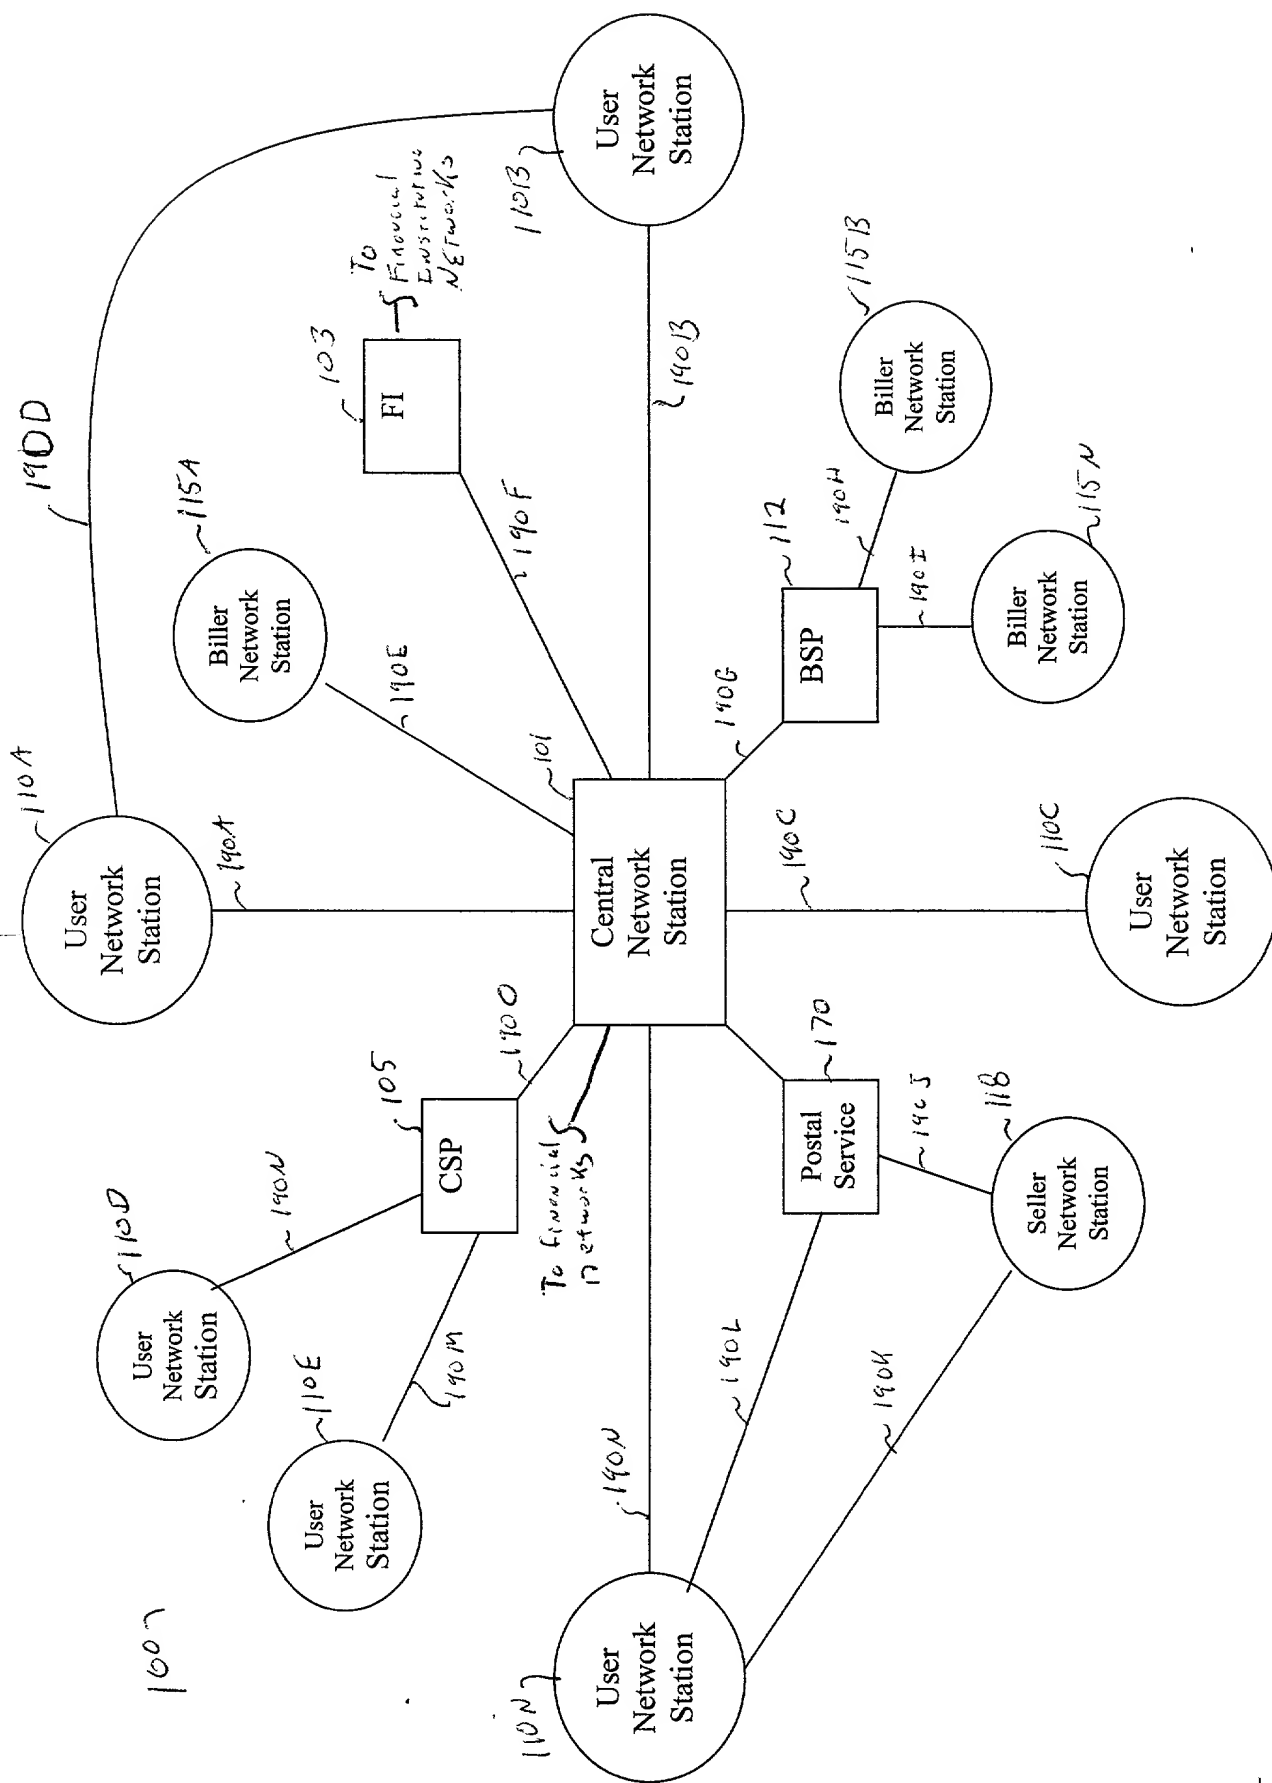 100
110N
User
Network
Station
190N
190L
190K
110E
User
Network
Station
190M
110D
User
Network
Station
190N
105
CSP
190O
To financial
networks
Postal
Service
170
190J
118
Seller
Network
Station
110A
User
Network
Station
190A
Central
Network
Station
101
190C
110C
User
Network
Station
190DD
115A
Biller
Network
Station
190E
190F
103
FI
To
Financial
Institution
Networks
190G
112
BSP
190H
190I
115B
Biller
Network
Station
115N
Biller
Network
Station
190B
110B
User
Network
Station